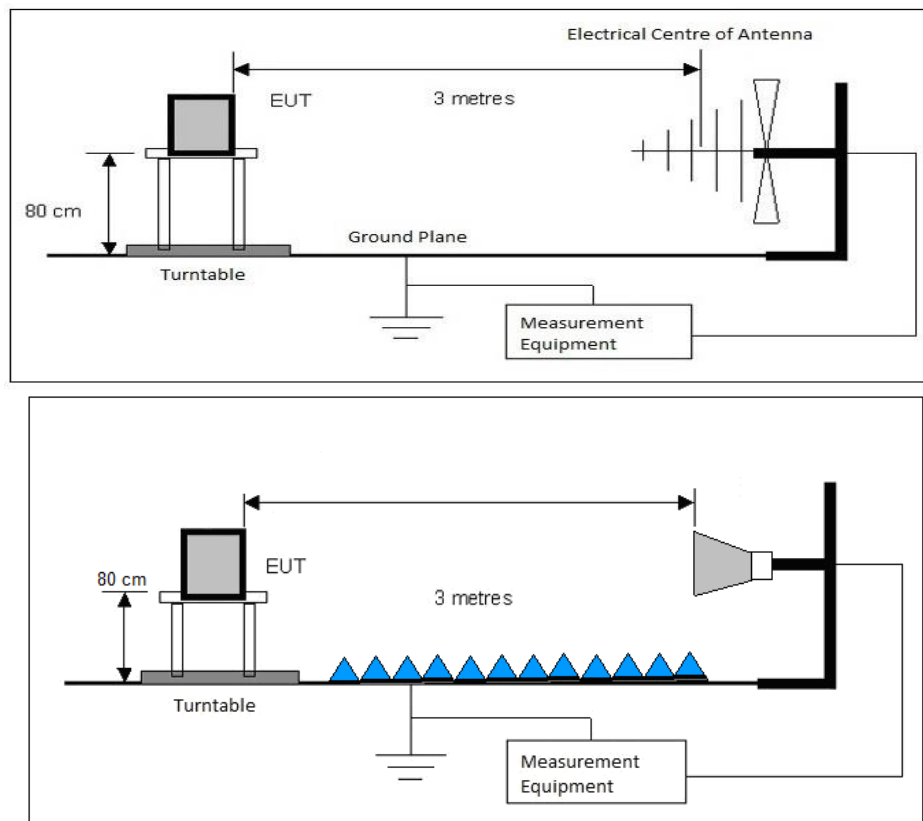 Electrical Centre of Antenna
EUT
3 metres
80 cm
Ground Plane
Turntable
Measurement
Equipment
EUT
80 cm
3 metres
Turntable
Measurement
Equipment